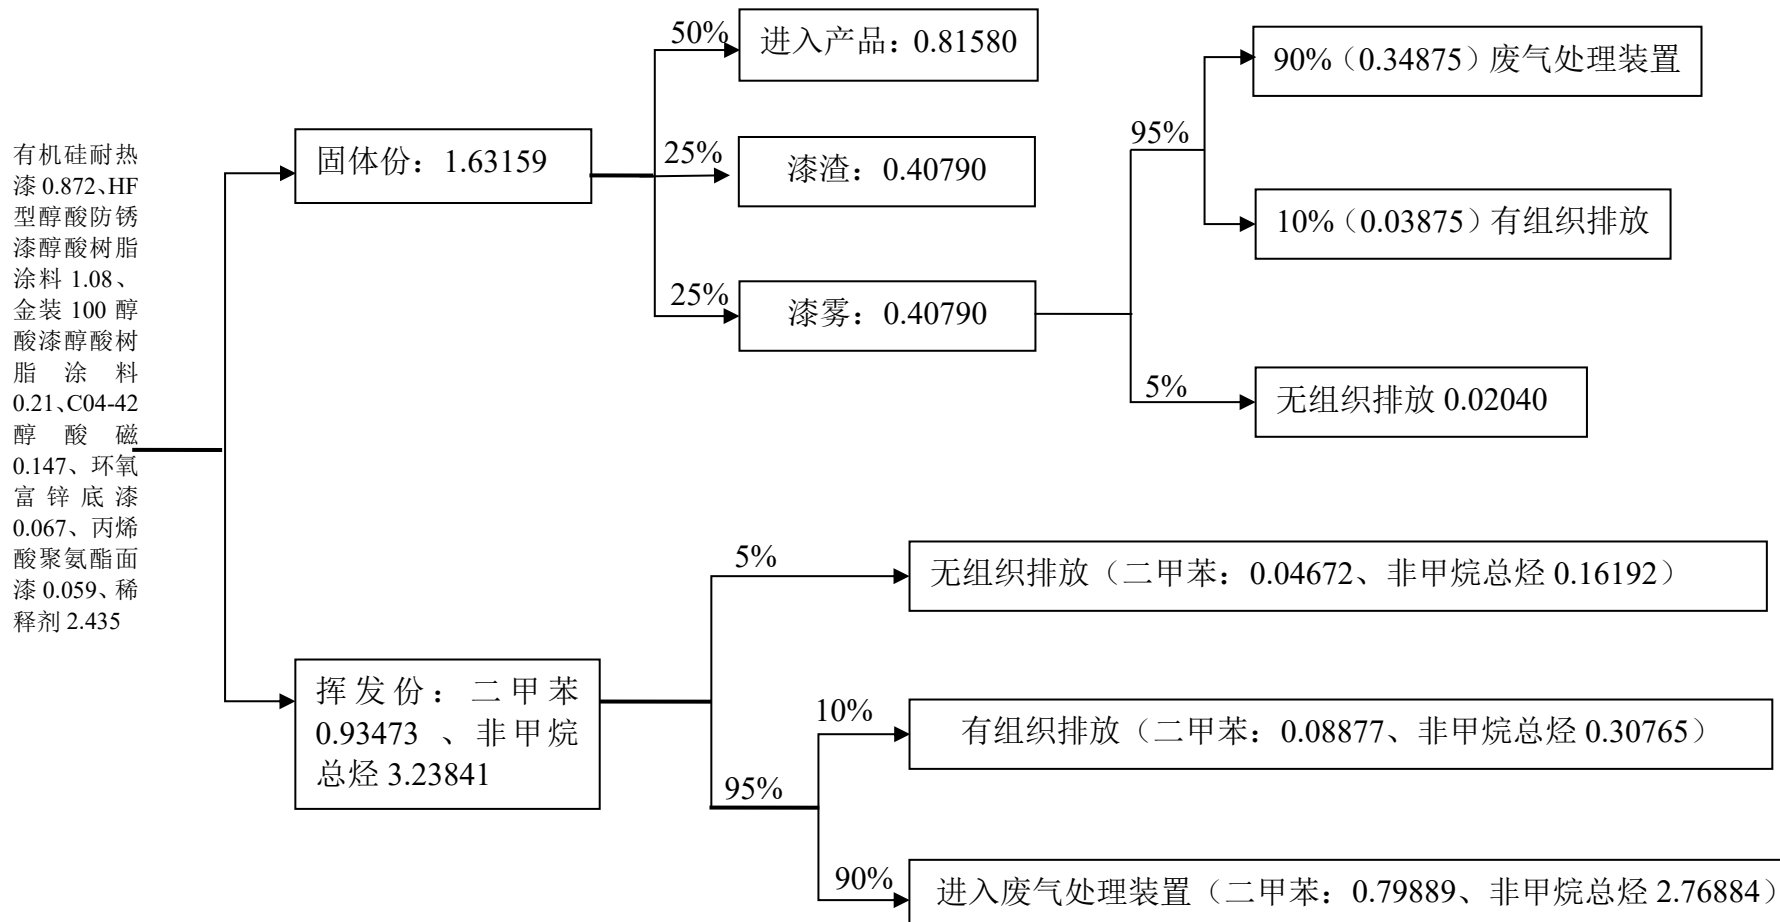 有机硅耐热
漆 0.872、HF
型醇酸防锈
漆醇酸树脂
涂料 1.08、
金装 100 醇
酸漆醇酸树
脂涂料
0.21、C04-42
醇酸磁
0.147、环氧
富锌底漆
0.067、丙烯
酸聚氨酯面
漆 0.059、稀
释剂 2.435
固体份：1.63159
50%
进入产品：0.81580
25%
漆渣：0.40790
25%
漆雾：0.40790
95%
90%（0.34875）废气处理装置
10%（0.03875）有组织排放
5%
无组织排放 0.02040
挥发份：二甲苯
0.93473 、非甲烷
总烃 3.23841
5%
无组织排放（二甲苯：0.04672、非甲烷总烃 0.16192）
95%
10%
有组织排放（二甲苯：0.08877、非甲烷总烃 0.30765）
90%
进入废气处理装置（二甲苯：0.79889、非甲烷总烃 2.76884）